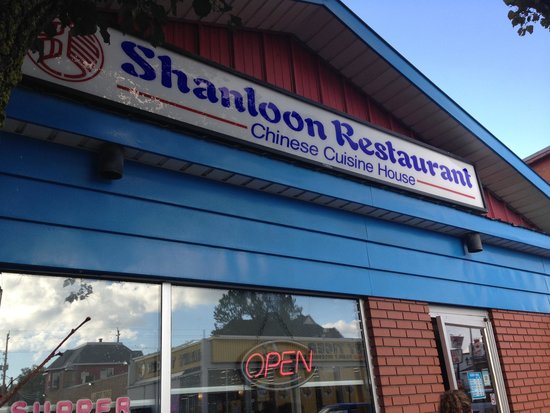 Shanloon Restaurant
Chinese Cuisine House
OPEN
SUPPER